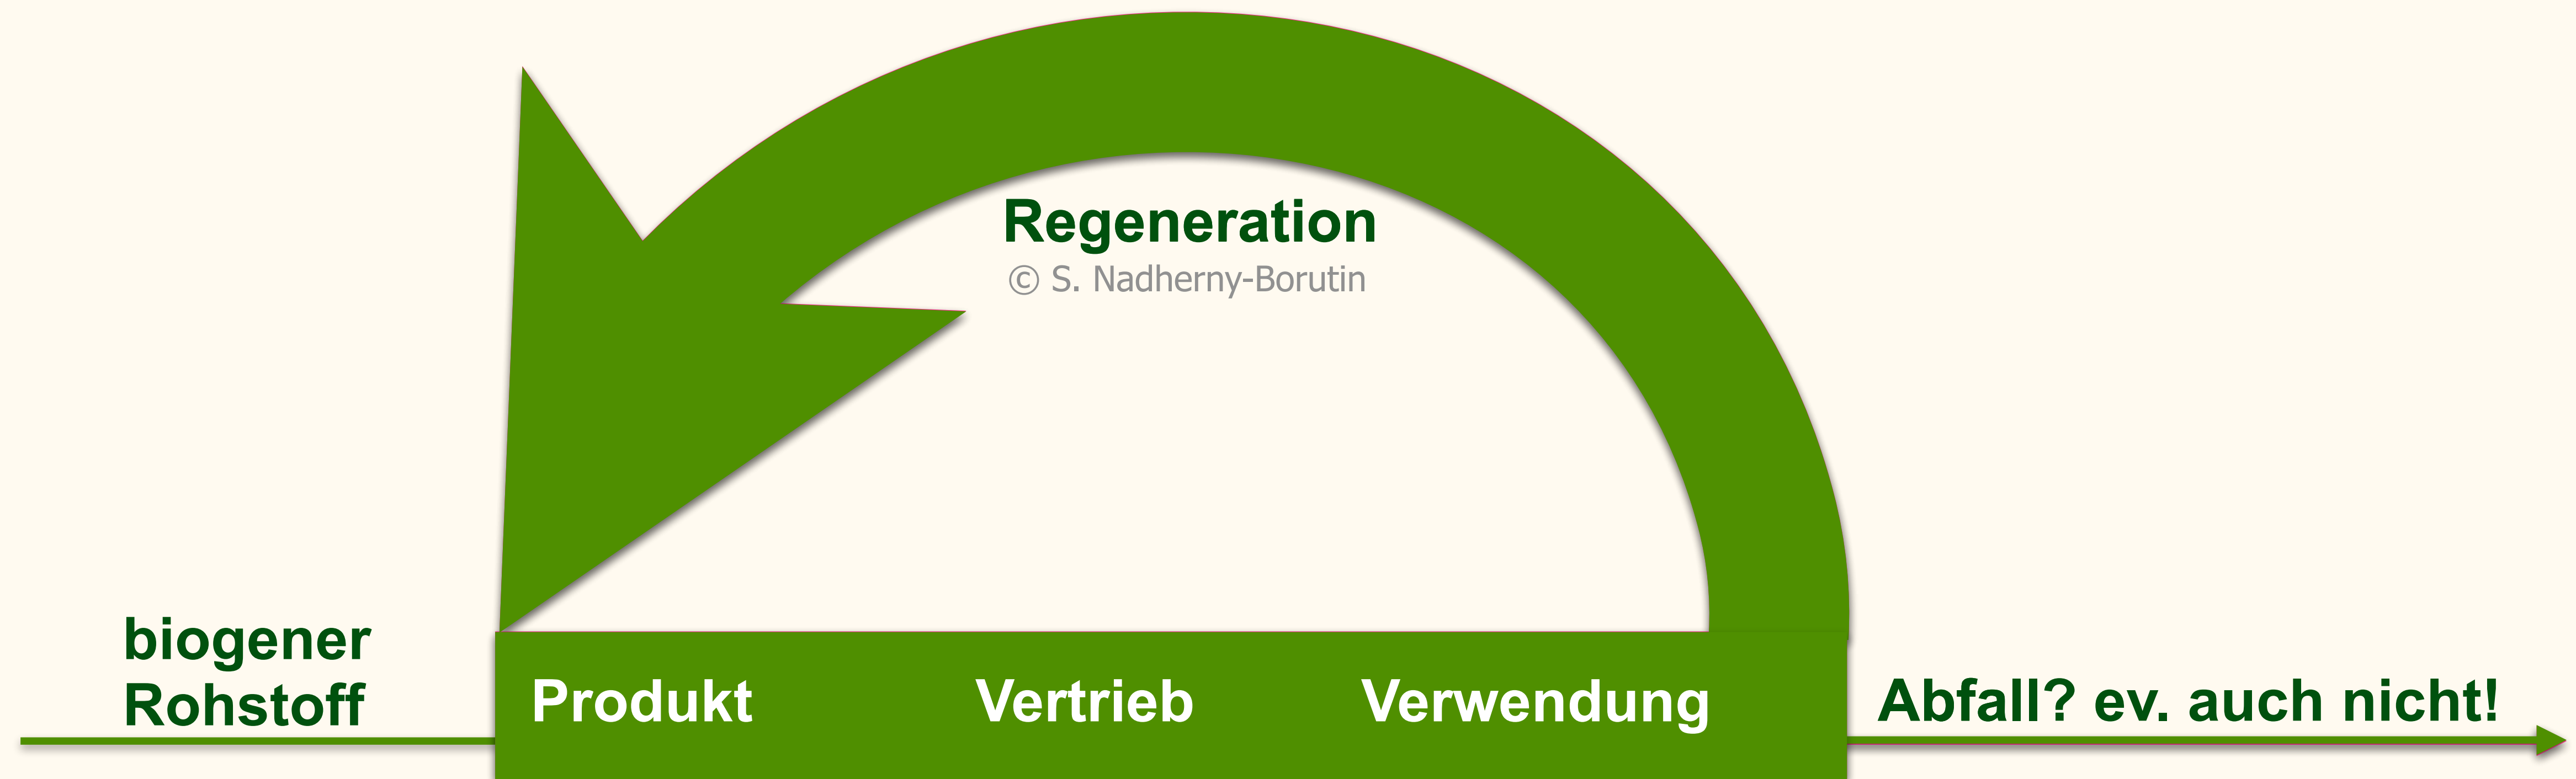 Regeneration
© S. Nadherny-Borutin
biogener
Rohstoff
Produkt Vertrieb Verwendung
Abfall? ev. auch nicht!